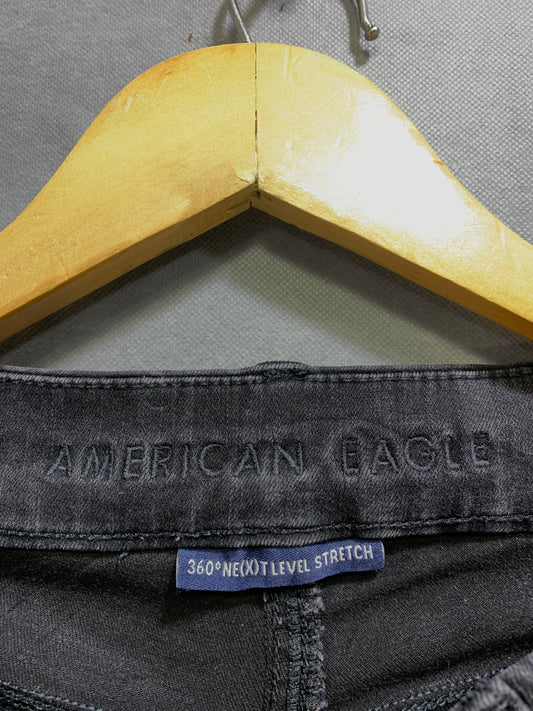 AMERICAN EAGLE
360° NE(X)T LEVEL STRETCH